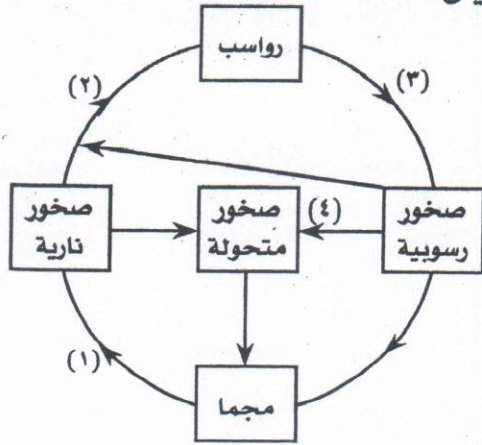 رواسب
(٢)
(٣)
صخور
نارية
صخور
متحولة
(٤)
صخور
رسوبية
(١)
مجما